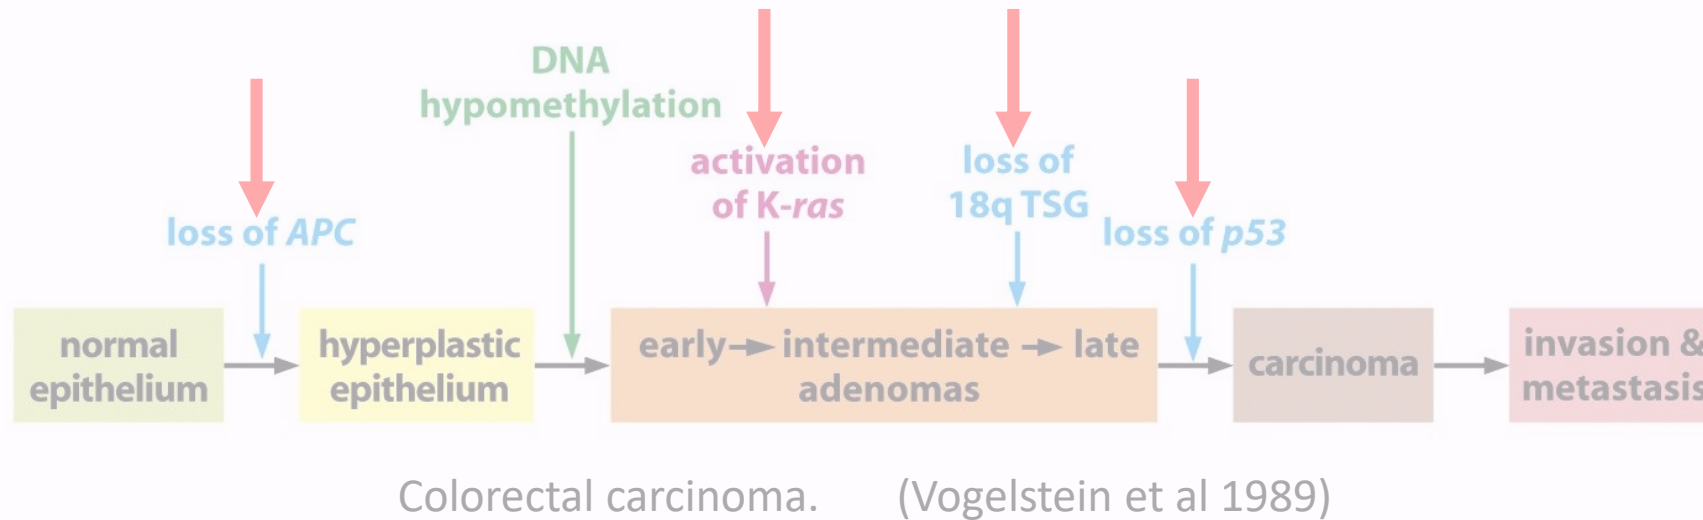 DNA
hypomethylation
activation
of K-ras
loss of
18q TSG
loss of APC
loss of p53
normal
epithelium
hyperplastic
epithelium
early intermediate late
adenomas
carcinoma
invasion &
metastasis
Colorectal carcinoma. (Vogelstein et al 1989)